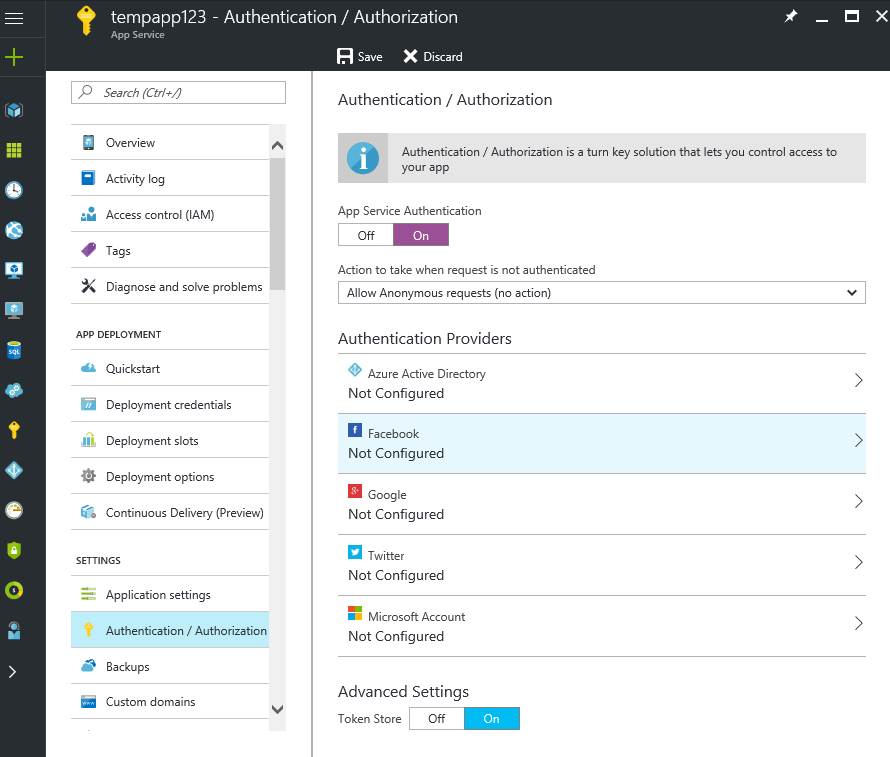 tempapp123 - Authentication / Authorization
App Service
Save
Discard
Search (Ctrl+/)
Overview
Activity log
Access control (IAM)
Tags
Diagnose and solve problems
APP DEPLOYMENT
Quickstart
Deployment credentials
Deployment slots
Deployment options
Continuous Delivery (Preview)
SETTINGS
Application settings
Authentication / Authorization
Backups
Custom domains
Authentication / Authorization
Authentication / Authorization is a turn key solution that lets you control access to
your app
App Service Authentication
Off On
Action to take when request is not authenticated
Allow Anonymous requests (no action)
Authentication Providers
Azure Active Directory
Not Configured
Facebook
Not Configured
Google
Not Configured
Twitter
Not Configured
Microsoft Account
Not Configured
Advanced Settings
Token Store Off On
SQL